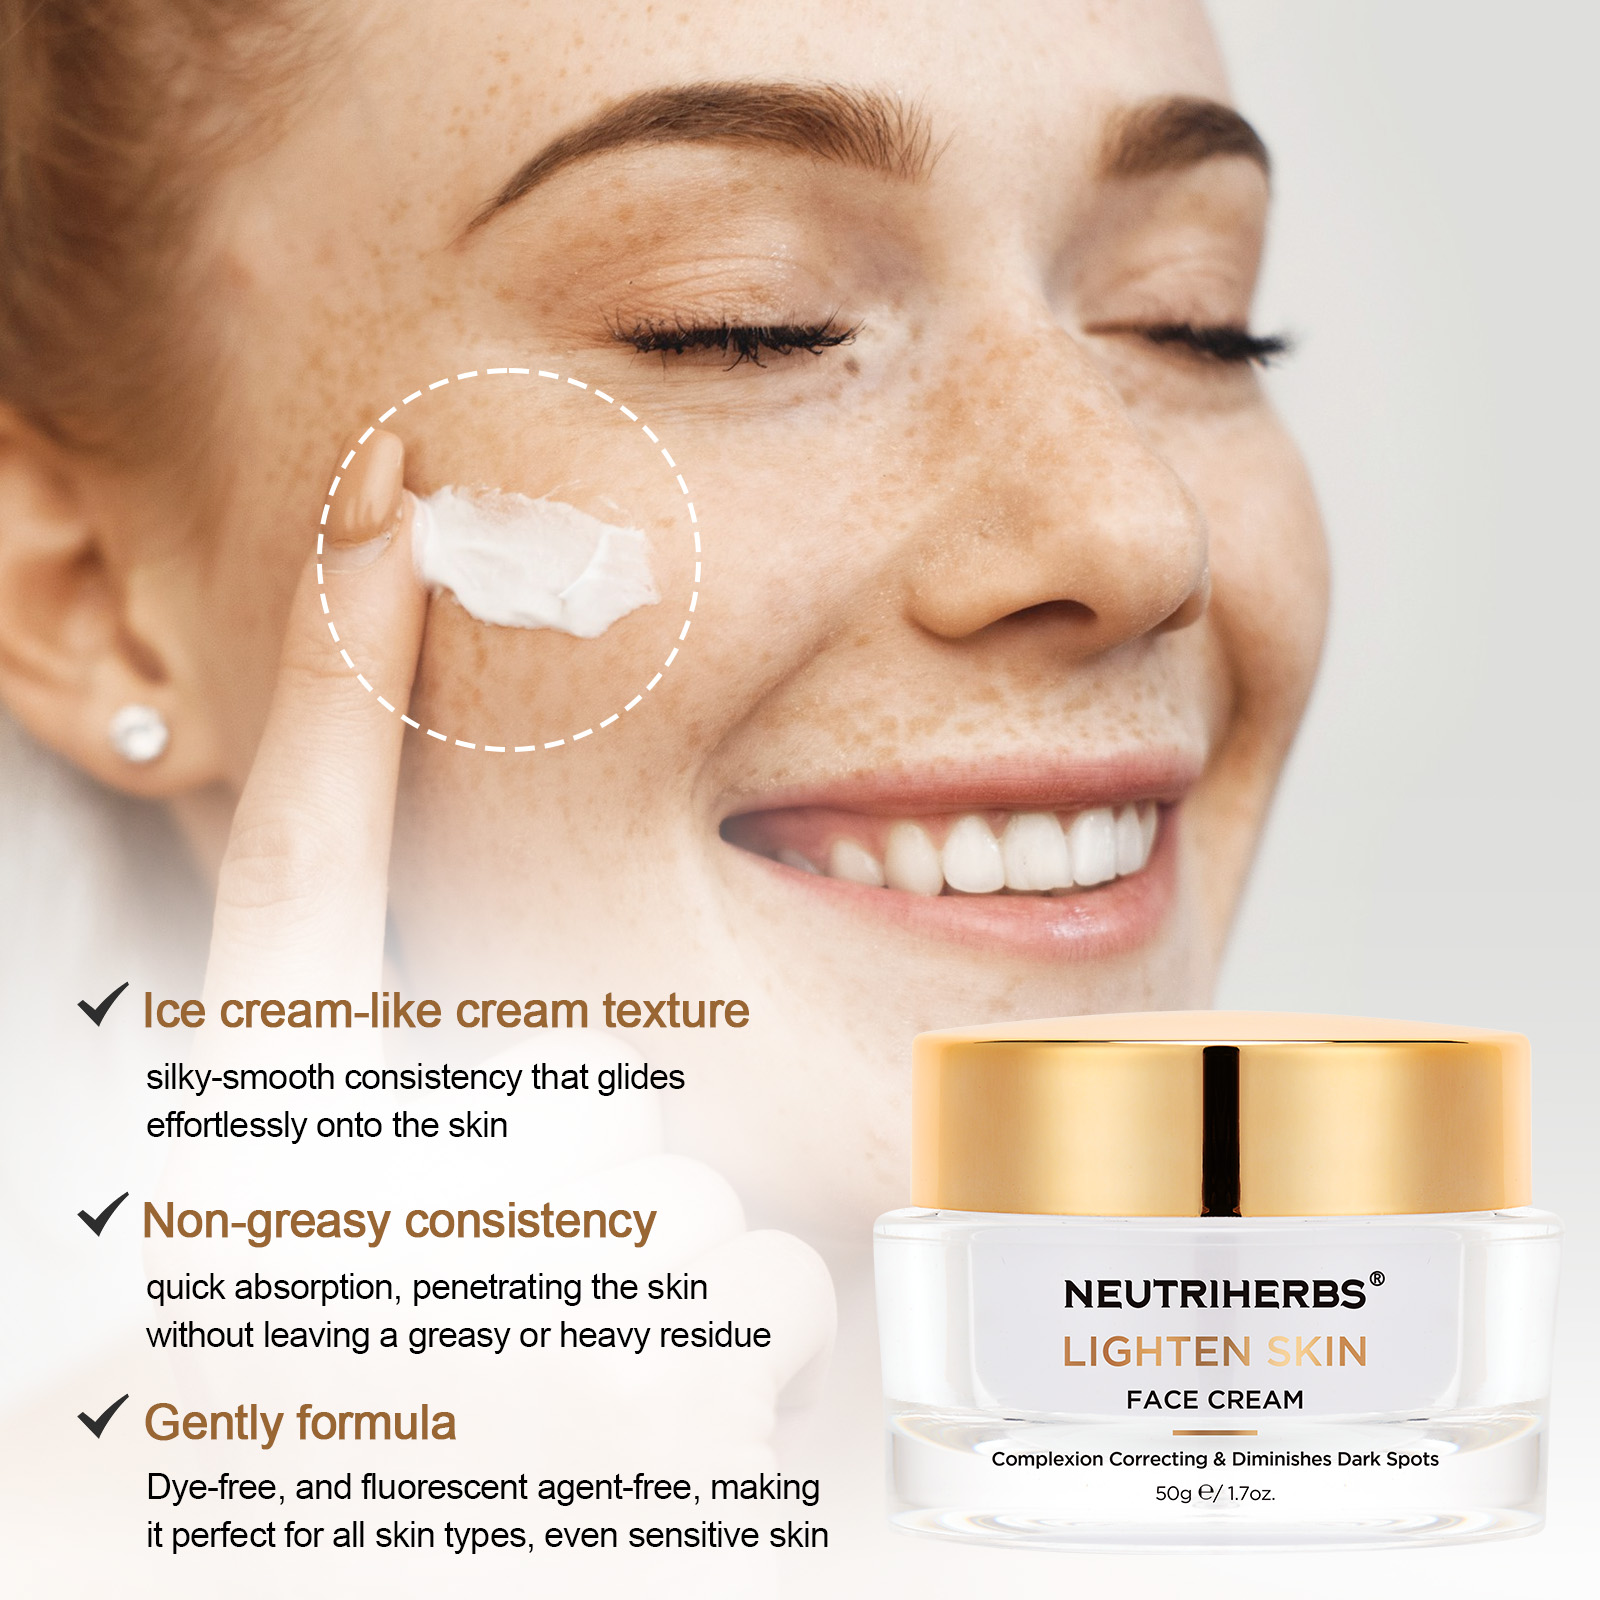 Ice cream-like cream texture
silky-smooth consistency that glides
effortlessly onto the skin
Non-greasy consistency
quick absorption, penetrating the skin
without leaving a greasy or heavy residue
Gently formula
Dye-free, and fluorescent agent-free, making
it perfect for all skin types, even sensitive skin
NEUTRIHERBS®
LIGHTEN SKIN
FACE CREAM
Complexion Correcting & Diminishes Dark Spots
50g ℮/ 1.7oz.